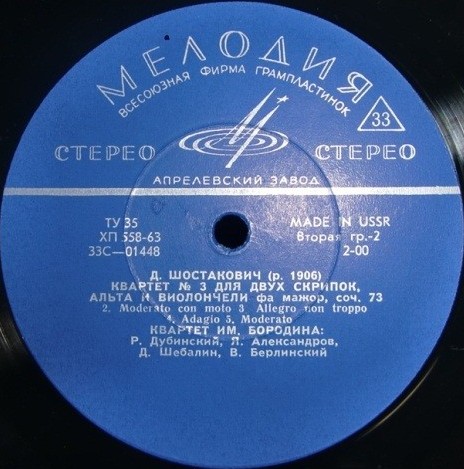 МЕЛОДИЯ
ВСЕСОЮЗНАЯ ФИРМА ГРАМПЛАСТИНОК
33
СТЕРЕО СТЕРЕО
АПРЕЛЕВСКИЙ ЗАВОД
ТУ 35 MADE IN USSR
ХП 558-63 Вторая гр.-2
33С—01448 2-00
Д. ШОСТАКОВИЧ (р. 1906)
КВАРТЕТ № 3 ДЛЯ ДВУХ СКРИПОК,
АЛЬТА И ВИОЛОНЧЕЛИ фа мажор, соч. 73
2. Moderato con moto 3. Allegro non troppo
4. Adagio 5. Moderato
КВАРТЕТ ИМ. БОРОДИНА:
Р. Дубинский, Я. Александров,
Д. Шебалин, В. Берлинский